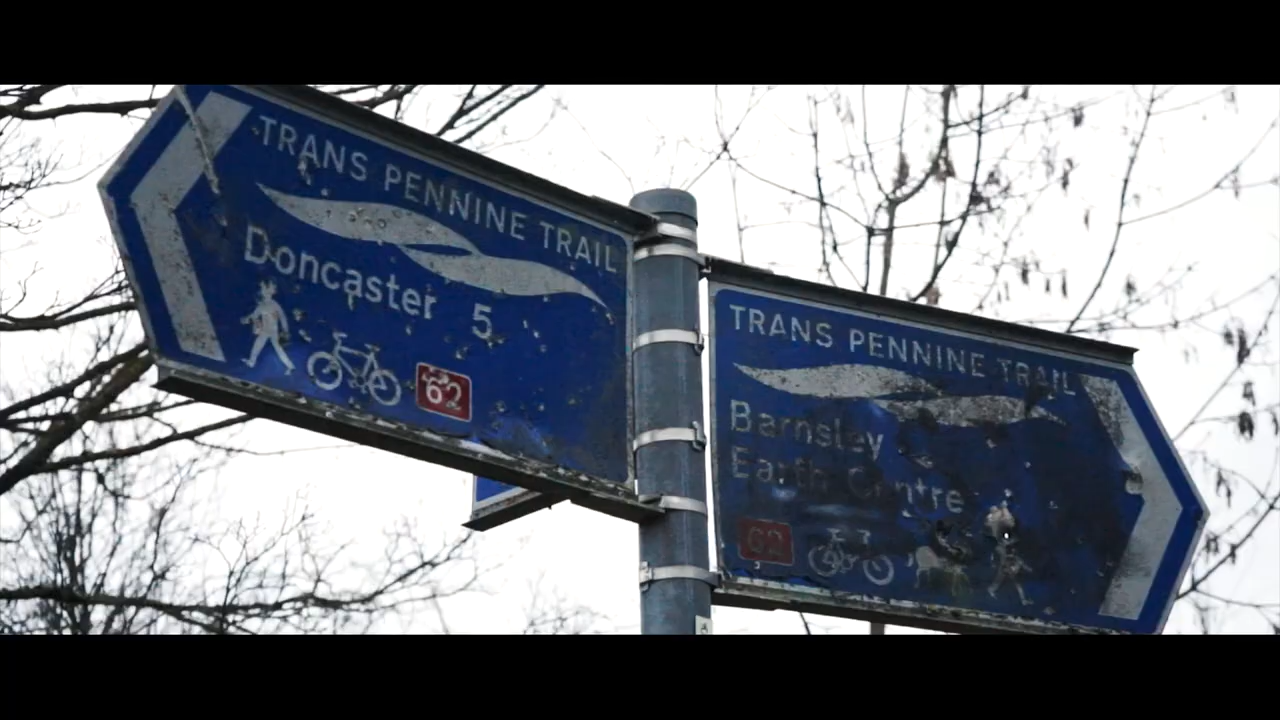 TRANS PENNINE TRAIL
Doncaster 5
62
TRANS PENNINE TRAIL
Barnsley
Earth Centre
62